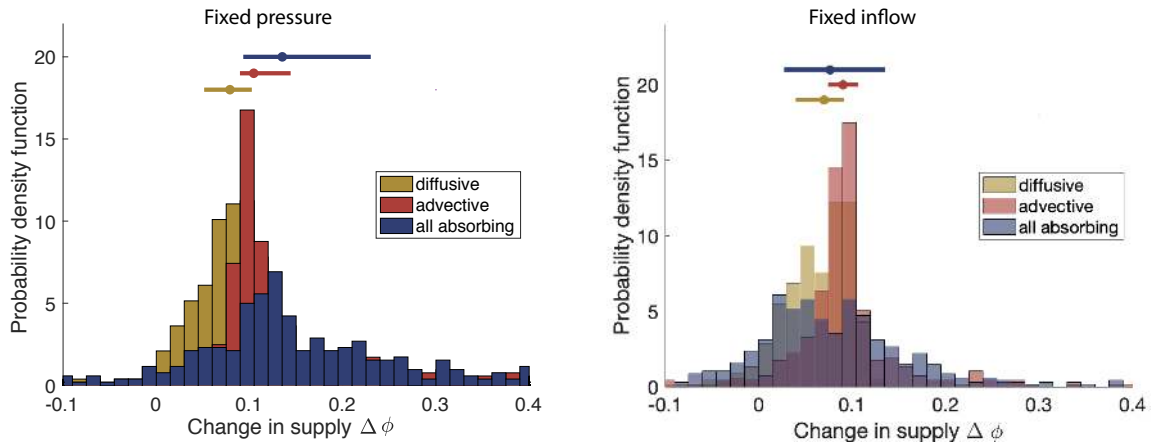 Fixed pressure
Probability density function
20
15
10
5
0
-0.1
0
0.1
0.2
0.3
0.4
Change in supply Δ ϕ
diffusive
advective
all absorbing
Fixed inflow
Probability density function
20
15
10
5
0
-0.1
0
0.1
0.2
0.3
0.4
Change in supply Δ ϕ
diffusive
advective
all absorbing